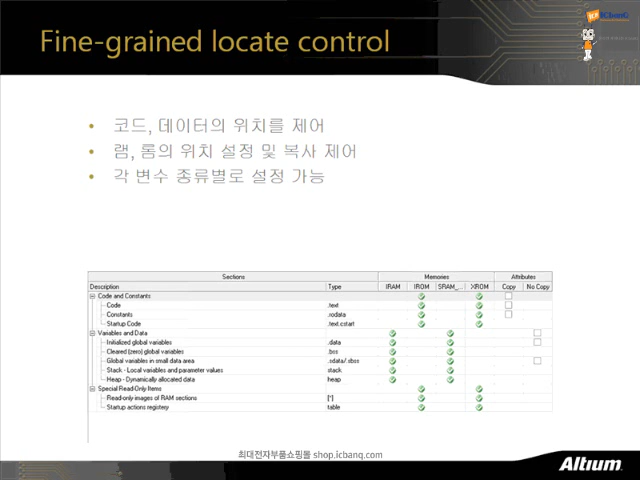 Fine-grained locate control
ICbanQ
• 코드, 데이터의 위치를 제어
• 램, 롬의 위치 설정 및 복사 제어
• 각 변수 종류별로 설정 가능
Sections Memories Attributes
Description Type IRAM IROM SRAM_... XROM Copy No Copy
Code and Constants
Code .text
Constants .rodata
Startup Code .text.cstart
Variables and Data
Initialized global variables .data
Cleared (zero) global variables .bss
Global variables in small data area .sdata/.sbss
Stack - Local variables and parameter values stack
Heap - Dynamically allocated data heap
Special Read-Only Items
Read-only images of RAM sections [*]
Startup actions registery table
최대전자부품쇼핑몰 shop.icbanq.com
Altium